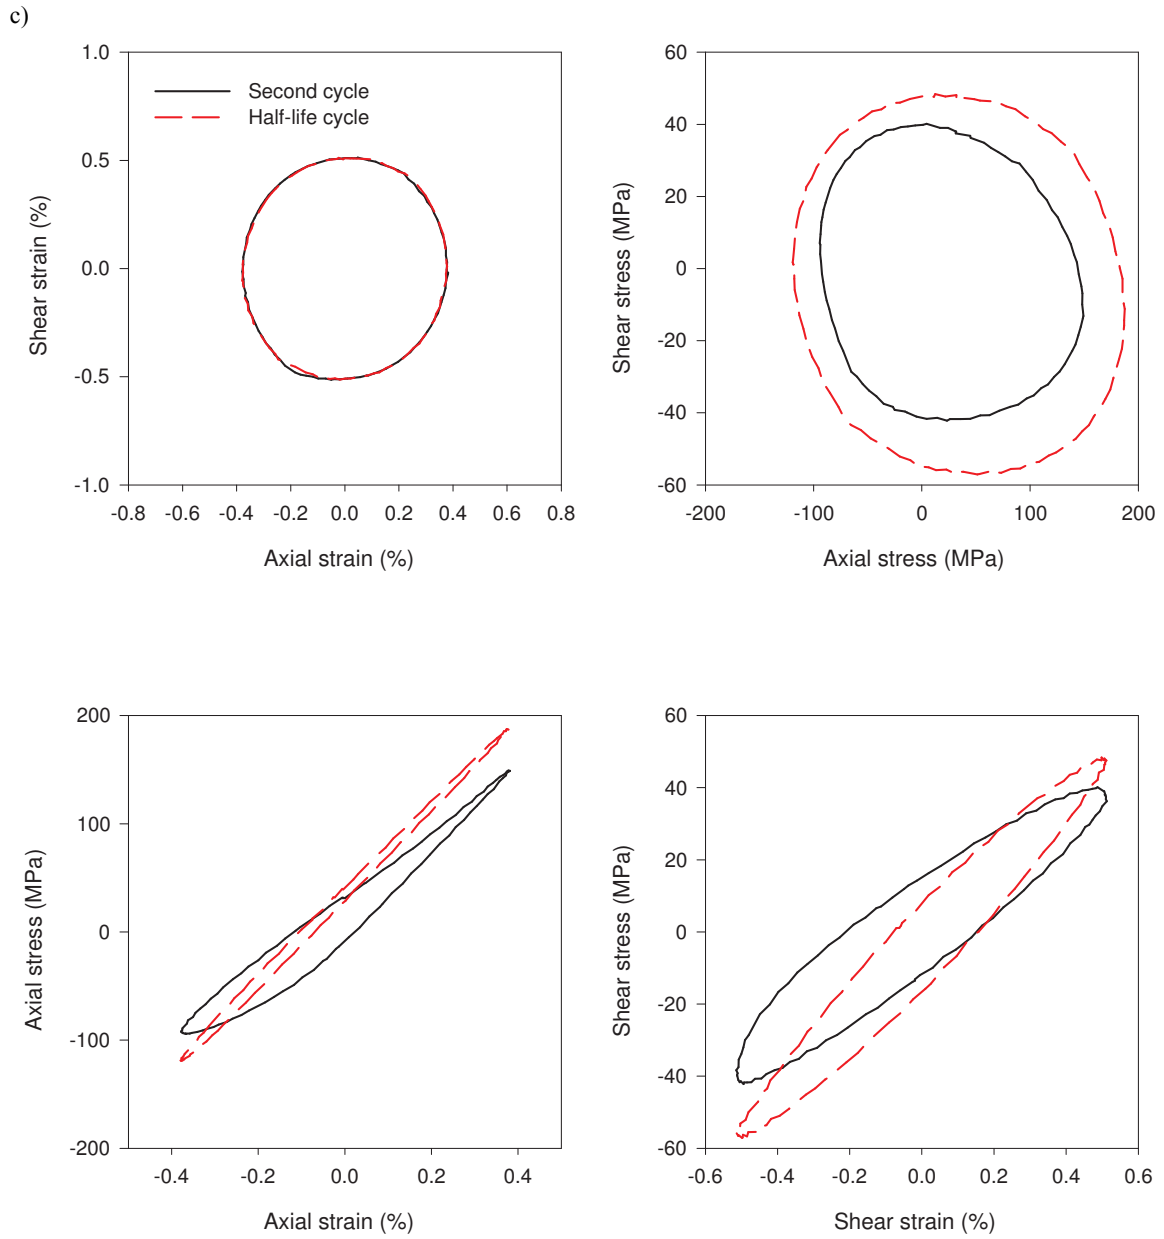 c)
1.0
0.5
0.0
-0.5
-1.0
Shear strain (%)
Second cycle
Half-life cycle
-0.8 -0.6 -0.4 -0.2 0.0 0.2 0.4 0.6 0.8
Axial strain (%)
60
40
20
0
-20
-40
-60
Shear stress (MPa)
-200 -100 0 100 200
Axial stress (MPa)
200
100
0
-100
-200
Axial stress (MPa)
-0.4 -0.2 0.0 0.2 0.4
Axial strain (%)
60
40
20
0
-20
-40
-60
Shear stress (MPa)
-0.6 -0.4 -0.2 0.0 0.2 0.4 0.6
Shear strain (%)